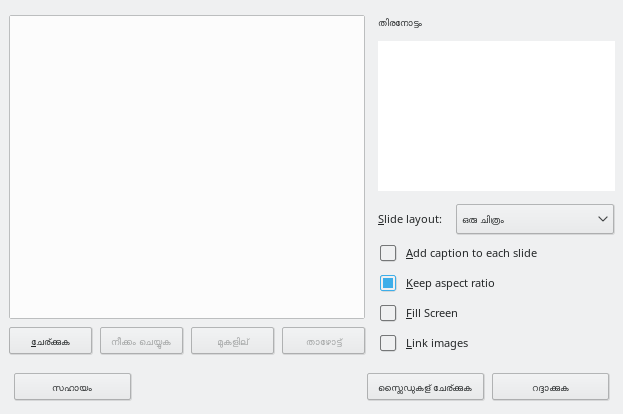 തിരനോട്ടം
Slide layout:
ഒരു ചിത്രം
Add caption to each slide
Keep aspect ratio
Fill Screen
Link images
ചേര്‍ക്കുക
നീക്കം ചെയ്യുക
മുകളില്
താഴോട്ട്
സഹായം
സ്ലൈഡുകള് ചേര്‍ക്കുക
റദ്ദാക്കുക